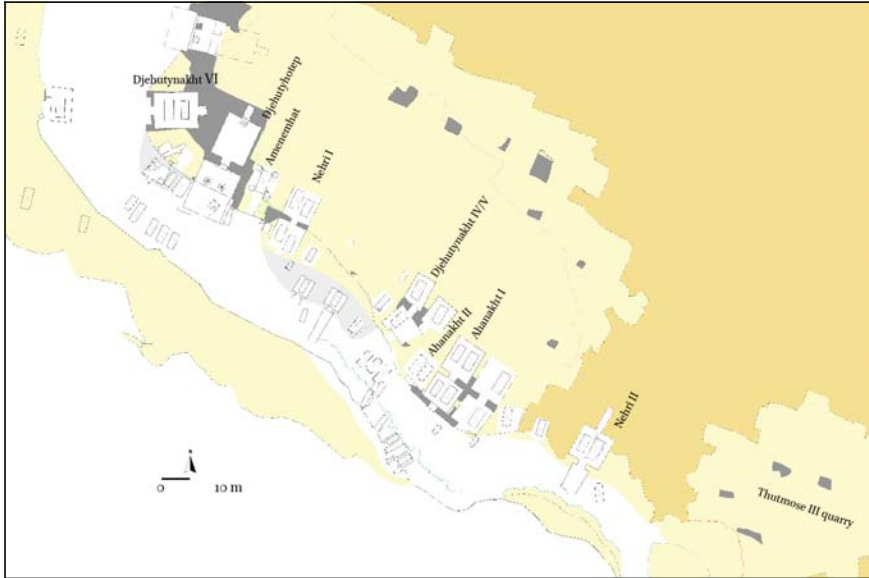 Djehutynakht VI
Djehutyhotep
Amenemhat
Nehri I
Djehutynakht IV/V
Ahanakht II
Ahanakht I
Nehri II
Thutmose III quarry
0 10 m